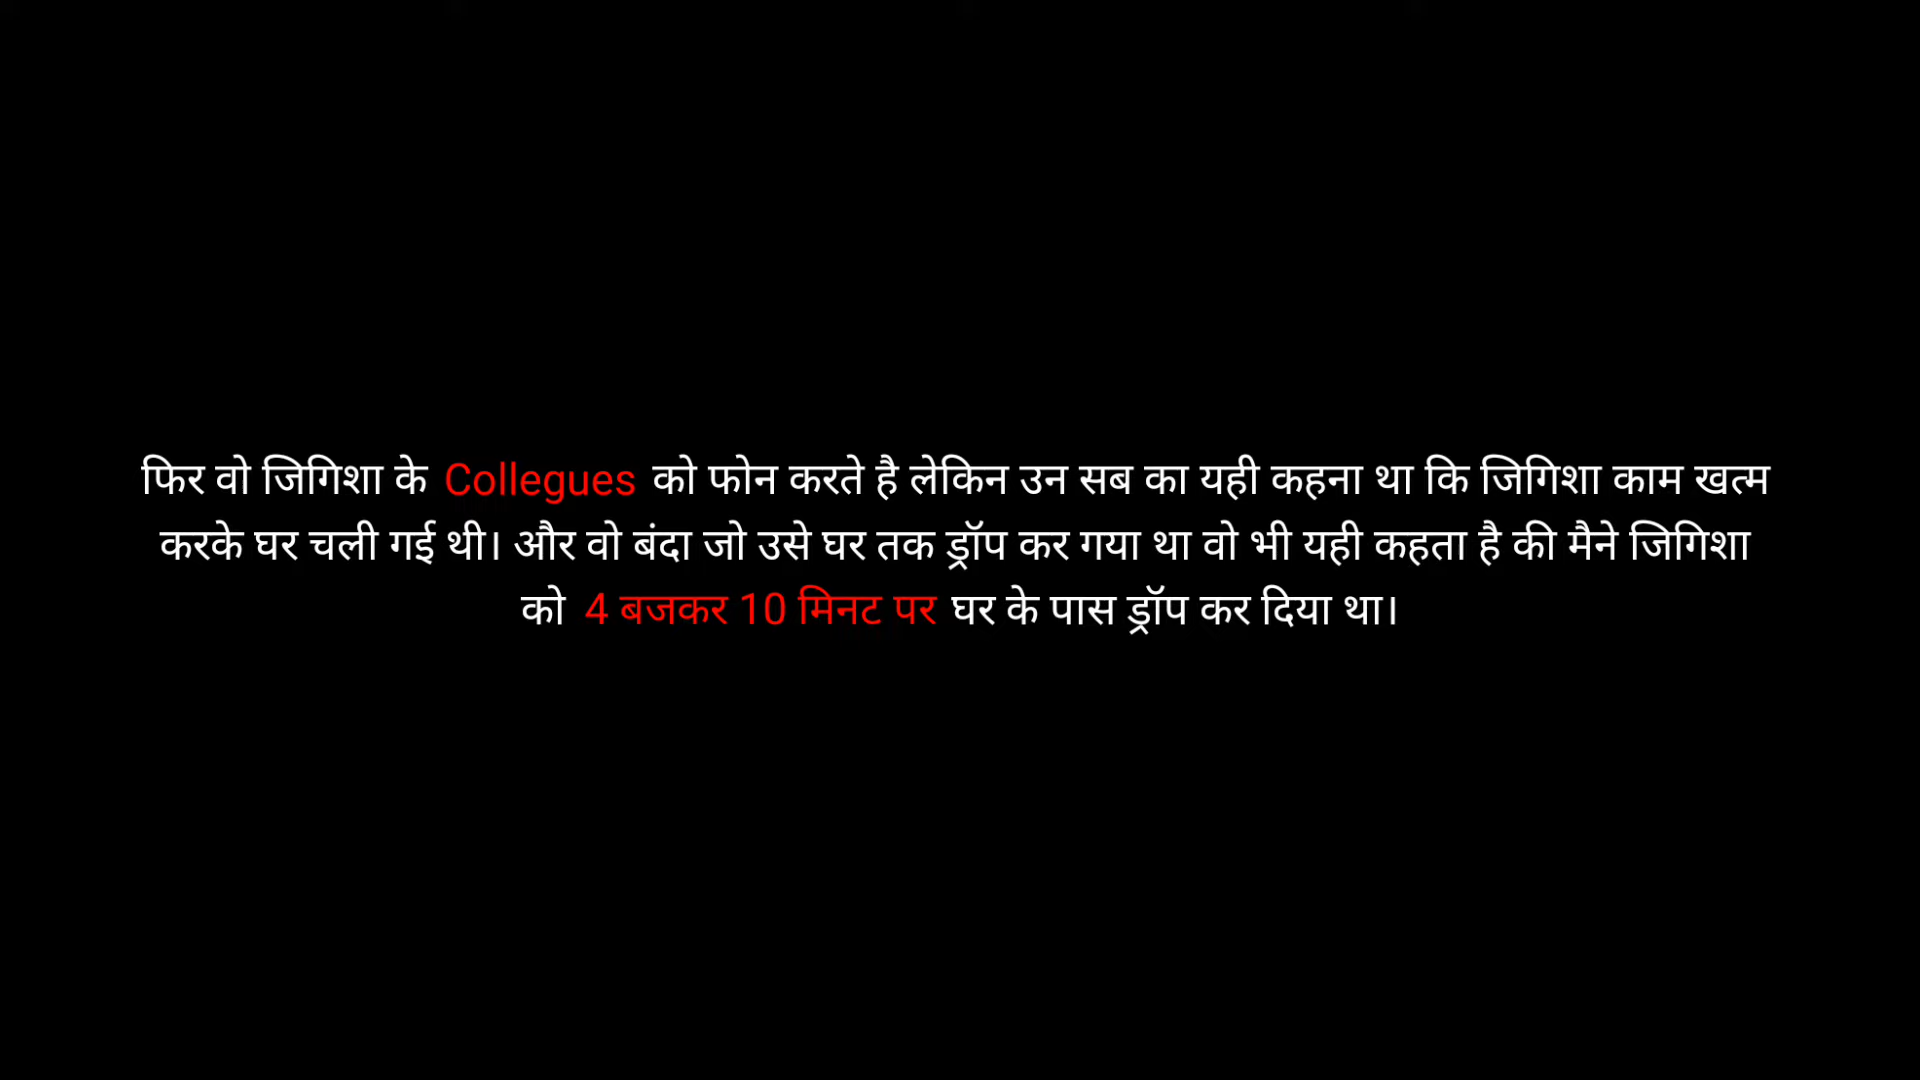 फिर वो जिगिशा के Collegues को फोन करते है लेकिन उन सब का यही कहना था कि जिगिशा काम खत्म
करके घर चली गई थी। और वो बंदा जो उसे घर तक ड्रॉप कर गया था वो भी यही कहता है की मैने जिगिशा
को 4 बजकर 10 मिनट पर घर के पास ड्रॉप कर दिया था।